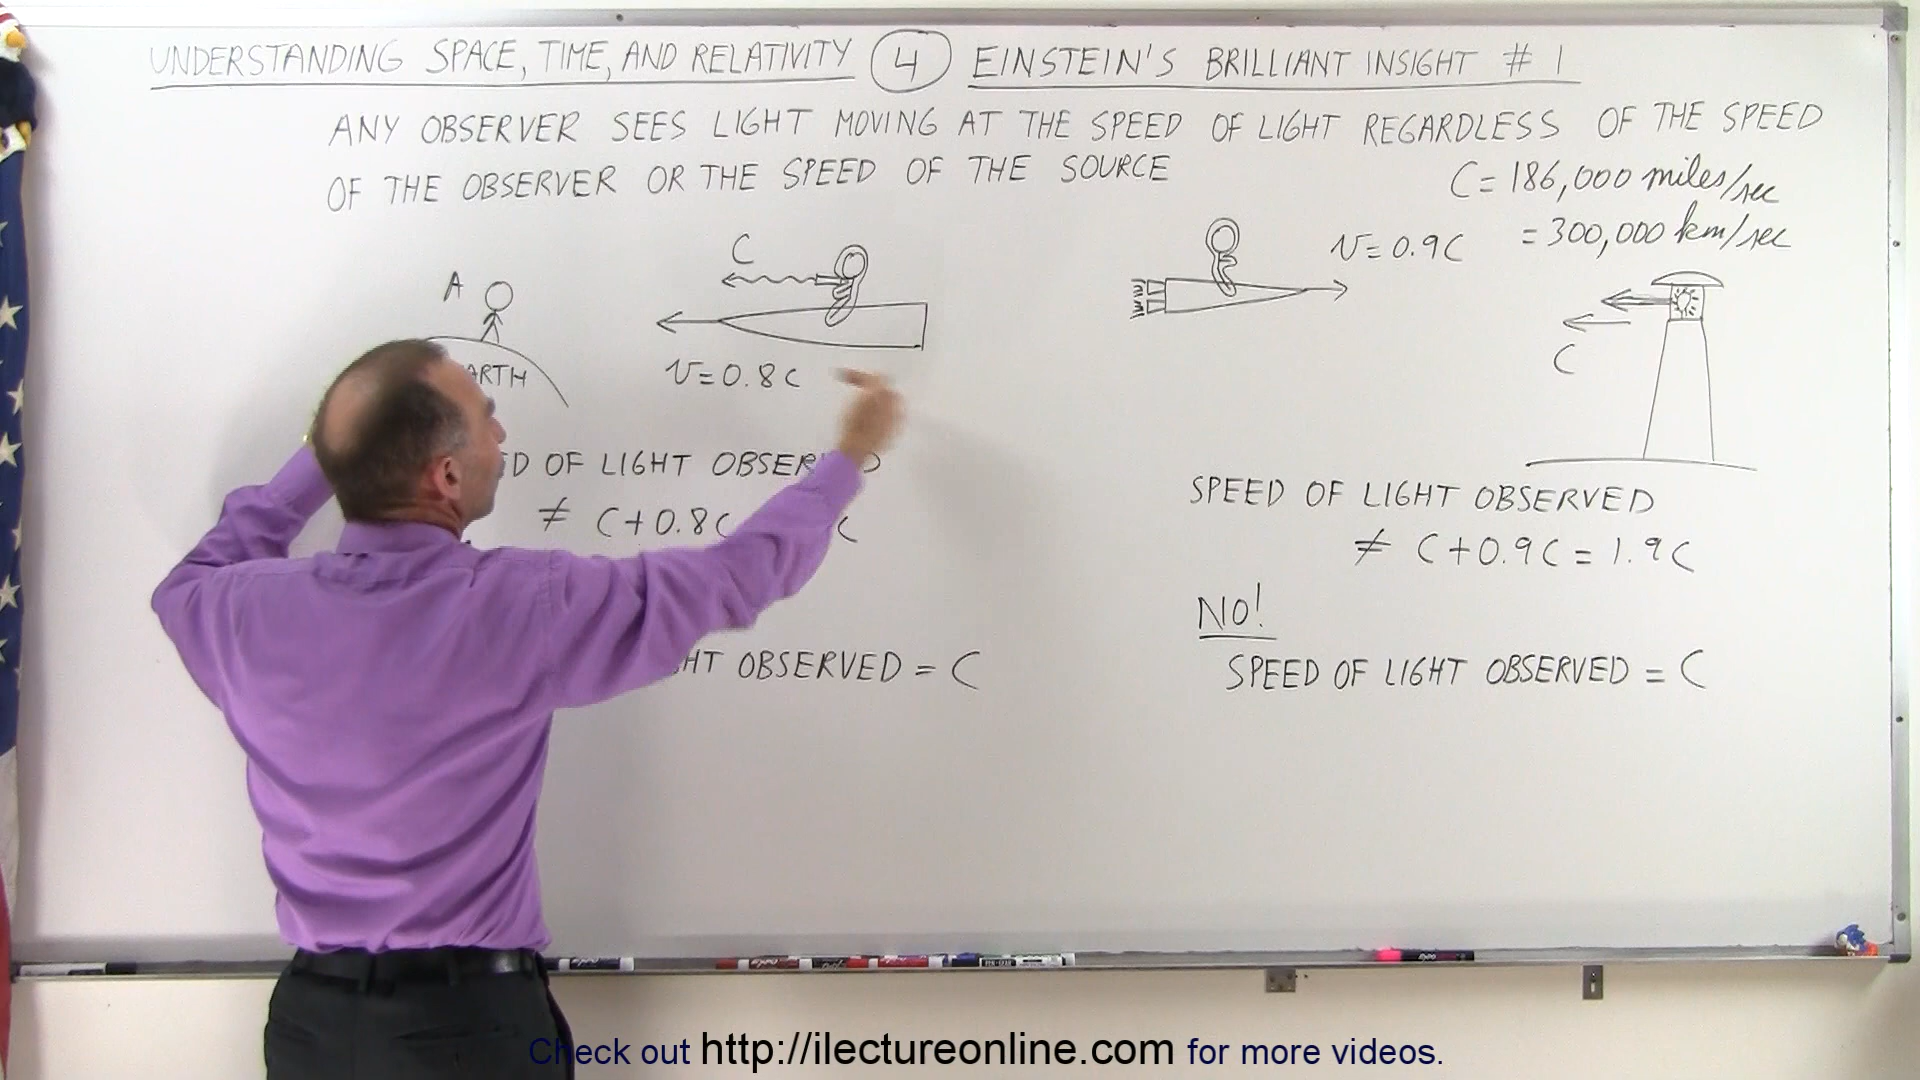 UNDERSTANDING SPACE, TIME, AND RELATIVITY 4 EINSTEIN'S BRILLIANT INSIGHT # 1
ANY OBSERVER SEES LIGHT MOVING AT THE SPEED OF LIGHT REGARDLESS OF THE SPEED
OF THE OBSERVER OR THE SPEED OF THE SOURCE
C = 186,000 miles/sec
= 300,000 km/sec
A
C
v = 0.8C
v = 0.9C
C
OF LIGHT
≠ C + 0.8C
OBSERVED = C
SPEED OF LIGHT OBSERVED
≠ C + 0.9C = 1.9C
NO!
SPEED OF LIGHT OBSERVED = C
Check out http://ilectureonline.com for more videos.